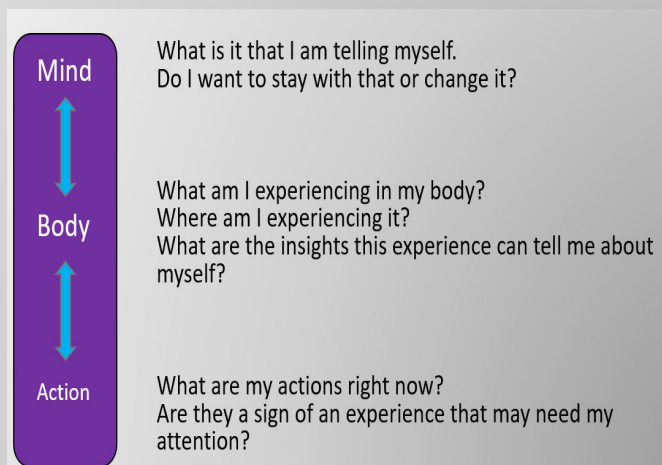 Mind
What is it that I am telling myself.
Do I want to stay with that or change it?
Body
What am I experiencing in my body?
Where am I experiencing it?
What are the insights this experience can tell me about
myself?
Action
What are my actions right now?
Are they a sign of an experience that may need my
attention?